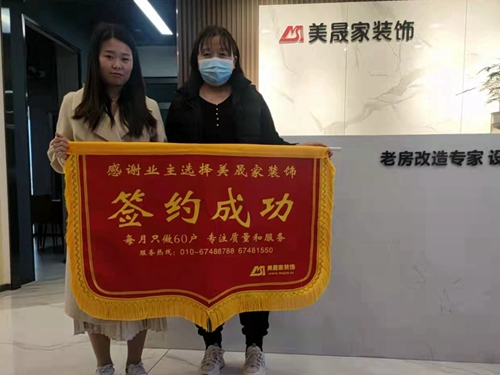 美晟家装饰
老房改造专家 设
感谢业主选择美晟家装饰
签约成功
每月只做60户 专注质量和服务
服务热线：010-67488788 67481550
美晟家装饰